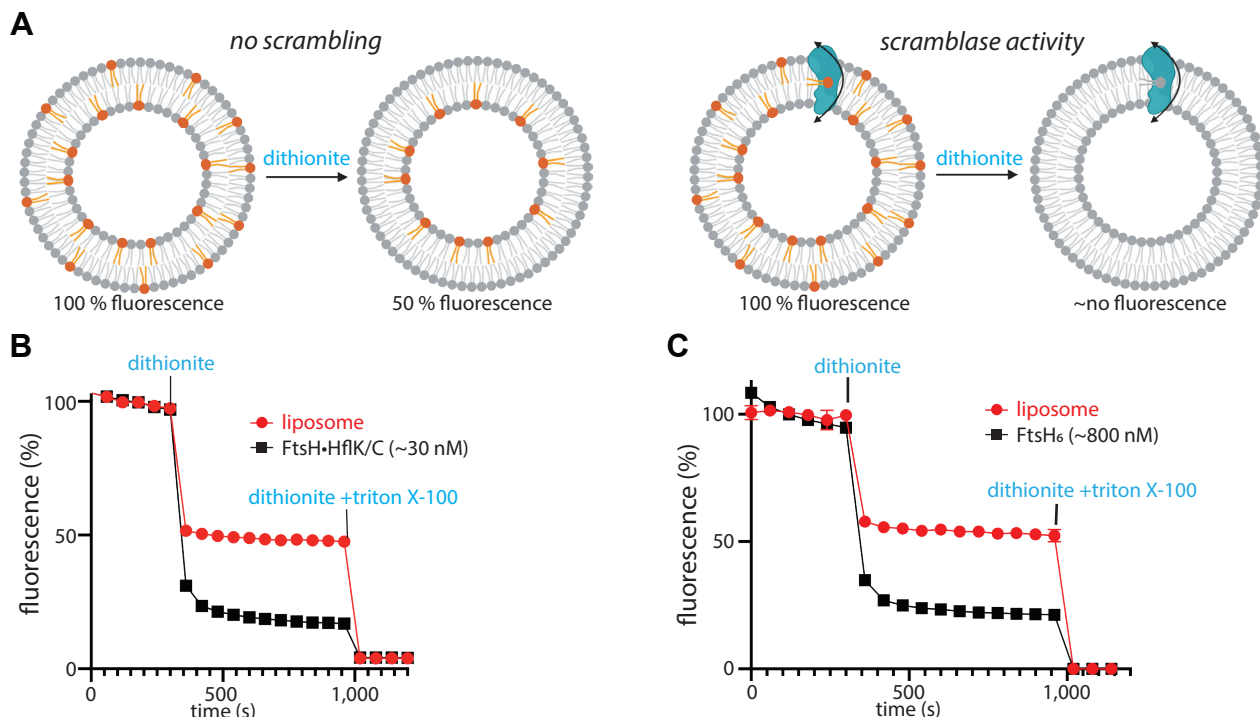 A
no scrambling
scramblase activity
dithionite
dithionite
100 % fluorescence
50 % fluorescence
100 % fluorescence
~no fluorescence
B
dithionite
liposome
FtsH•HflK/C (~30 nM)
dithionite +triton X-100
fluorescence (%)
100
50
0
0
500
1,000
time (s)
C
dithionite
liposome
FtsH₆ (~800 nM)
dithionite +triton X-100
fluorescence (%)
100
50
0
0
500
1,000
time (s)